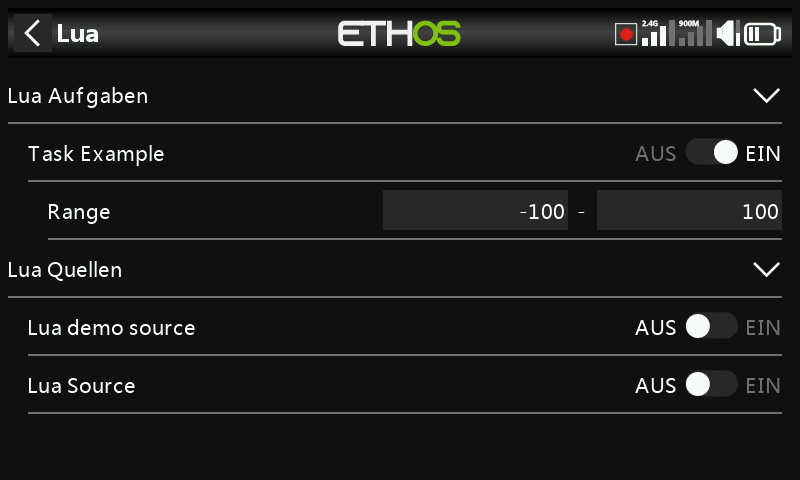 Lua
ETHOS
2.4G
900M
Lua Aufgaben
Task Example
AUS EIN
Range
-100 - 100
Lua Quellen
Lua demo source
AUS EIN
Lua Source
AUS EIN